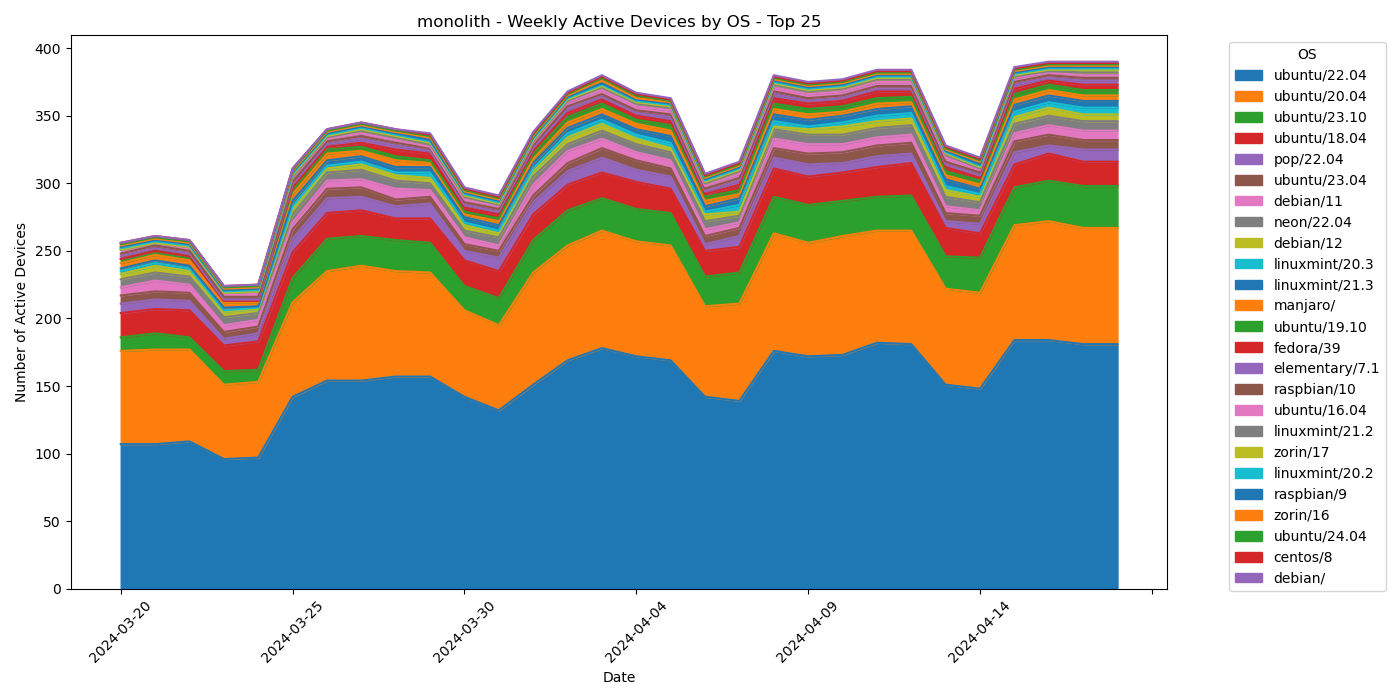 monolith - Weekly Active Devices by OS - Top 25
Number of Active Devices
400
350
300
250
200
150
100
50
0
2024-03-20
2024-03-25
2024-03-30
2024-04-04
2024-04-09
2024-04-14
Date
OS
ubuntu/22.04
ubuntu/20.04
ubuntu/23.10
ubuntu/18.04
pop/22.04
ubuntu/23.04
debian/11
neon/22.04
debian/12
linuxmint/20.3
linuxmint/21.3
manjaro/
ubuntu/19.10
fedora/39
elementary/7.1
raspbian/10
ubuntu/16.04
linuxmint/21.2
zorin/17
linuxmint/20.2
raspbian/9
zorin/16
ubuntu/24.04
centos/8
debian/